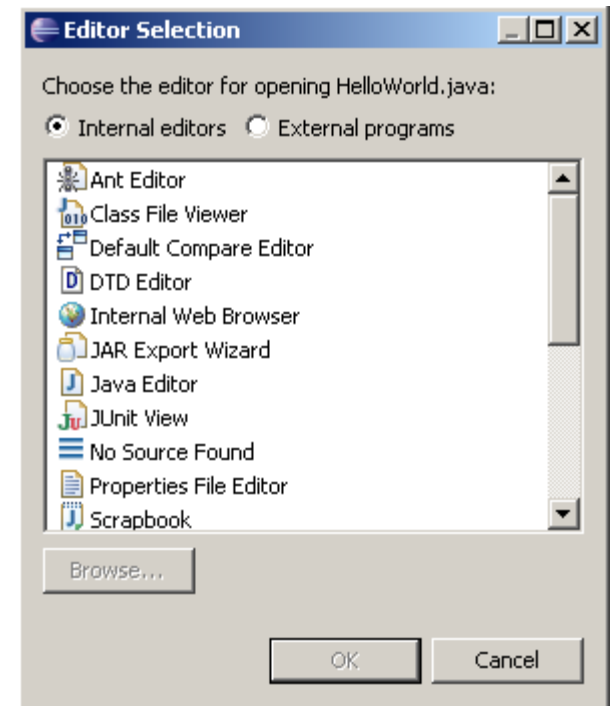 Editor Selection
Choose the editor for opening HelloWorld.java:
Internal editors External programs
Ant Editor
Class File Viewer
Default Compare Editor
DTD Editor
Internal Web Browser
JAR Export Wizard
Java Editor
JUnit View
No Source Found
Properties File Editor
Scrapbook
Browse...
OK Cancel